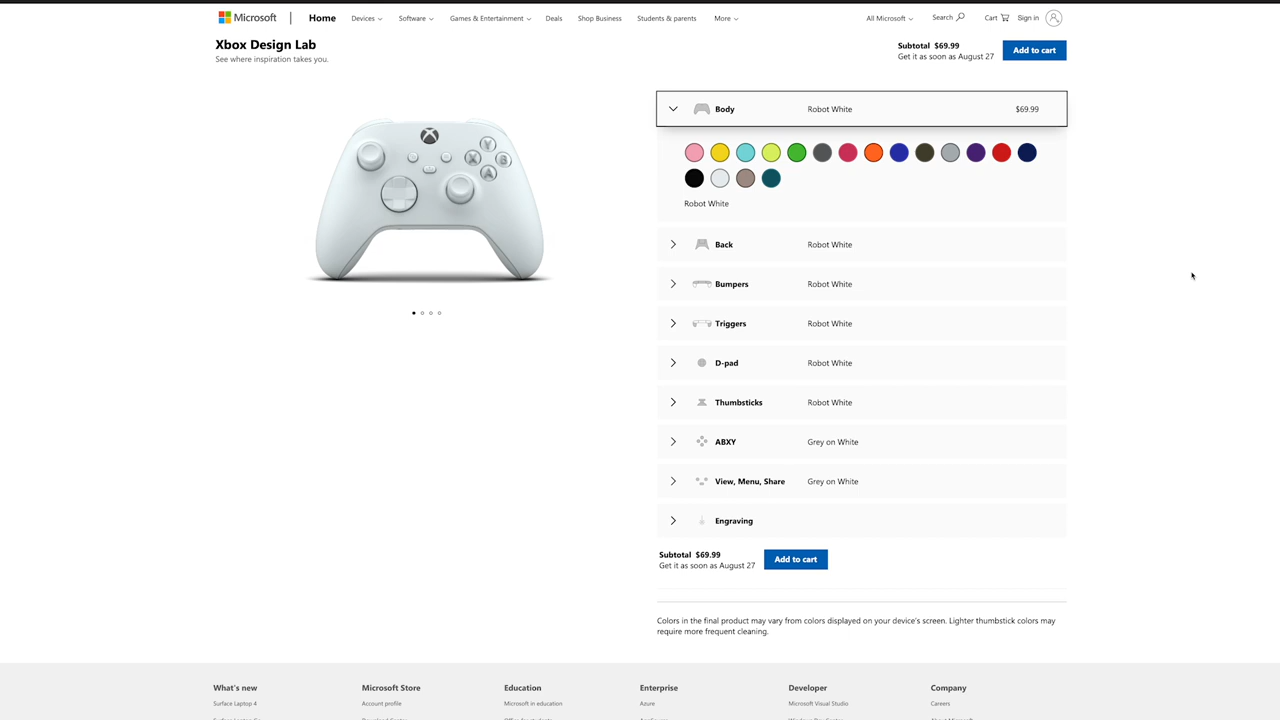 Microsoft
Home
Devices
Software
Games & Entertainment
Deals
Shop Business
Students & parents
More
All Microsoft
Search
Cart
Sign in
Xbox Design Lab
See where inspiration takes you.
Subtotal $69.99
Get it as soon as August 27
Add to cart
X
Y
B
A
Body Robot White $69.99
Robot White
Back Robot White
Bumpers Robot White
Triggers Robot White
D-pad Robot White
Thumbsticks Robot White
ABXY Grey on White
View, Menu, Share Grey on White
Engraving
Subtotal $69.99
Get it as soon as August 27
Add to cart
Colors in the final product may vary from colors displayed on your device's screen. Lighter thumbstick colors may
require more frequent cleaning.
What's new
Microsoft Store
Education
Enterprise
Developer
Company
Surface Laptop 4
Account profile
Microsoft in education
Azure
Microsoft Visual Studio
Careers